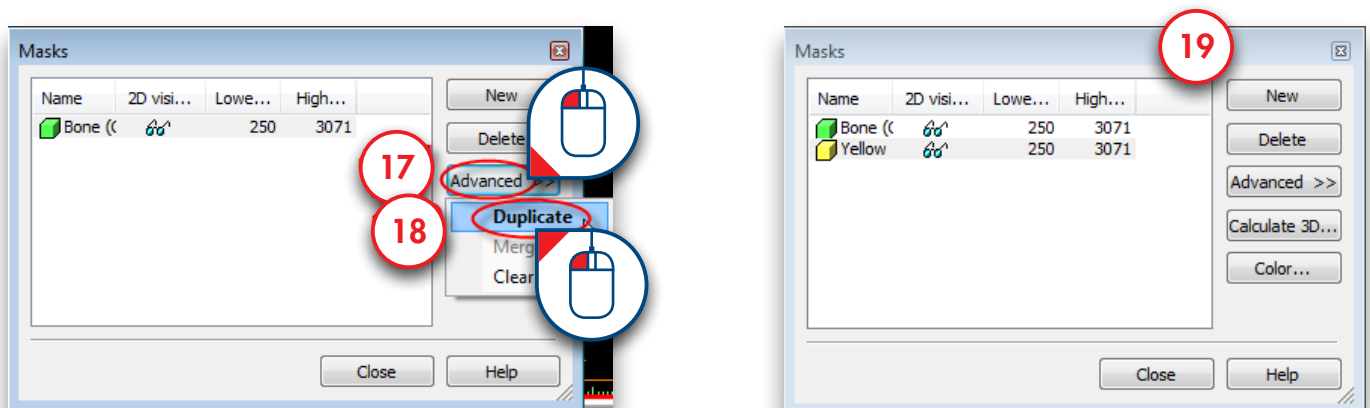 Masks
Name 2D visi... Lowe... High...
Bone (( 250 3071
New
Delete
17
Advanced >>
18
Duplicate
Clear
Close Help
19
Masks
Name 2D visi... Lowe... High...
Bone (( 250 3071
Yellow 250 3071
New
Delete
Advanced >>
Calculate 3D...
Color...
Close Help